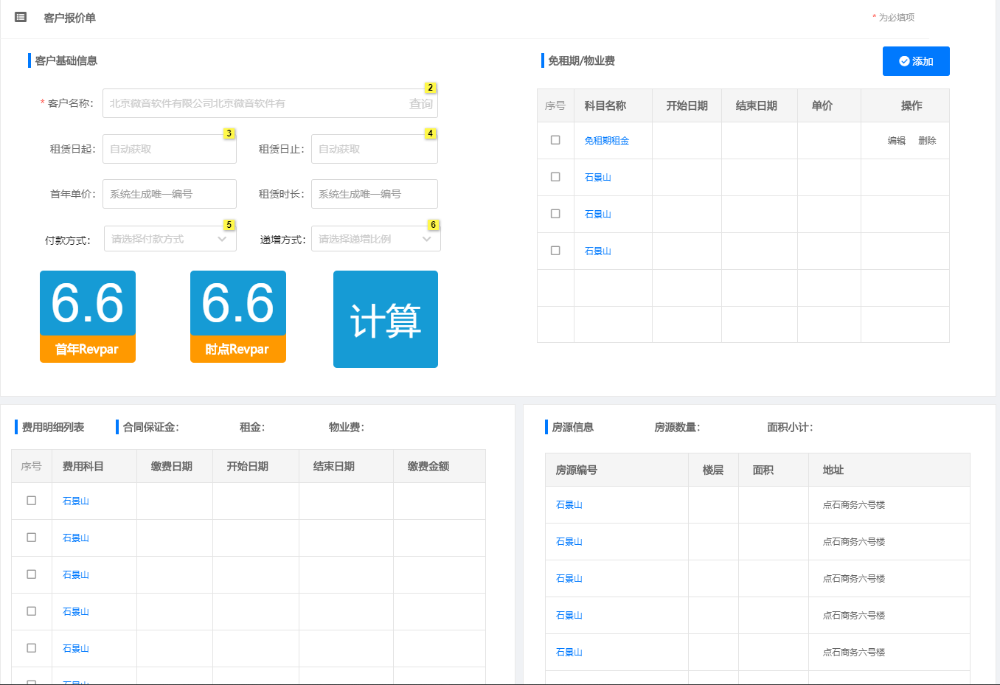 客户报价单
* 为必填项
客户基础信息
* 客户名称：
北京微音软件有限公司北京微音软件有
查询
2
租赁日起：
自动获取
3
租赁日止：
自动获取
4
首年单价：
系统生成唯一编号
租赁时长：
系统生成唯一编号
付款方式：
请选择付款方式
5
递增方式：
请选择递增比例
6
6.6
首年Revpar
6.6
时点Revpar
计算
免租期/物业费
添加
序号 科目名称 开始日期 结束日期 单价 操作
免租期租金 编辑 删除
石景山
石景山
石景山
费用明细列表 合同保证金： 租金： 物业费：
序号 费用科目 缴费日期 开始日期 结束日期 缴费金额
石景山
石景山
石景山
石景山
石景山
石景山
房源信息 房源数量： 面积小计：
房源编号 楼层 面积 地址
石景山 点石商务六号楼
石景山 点石商务六号楼
石景山 点石商务六号楼
石景山 点石商务六号楼
石景山 点石商务六号楼